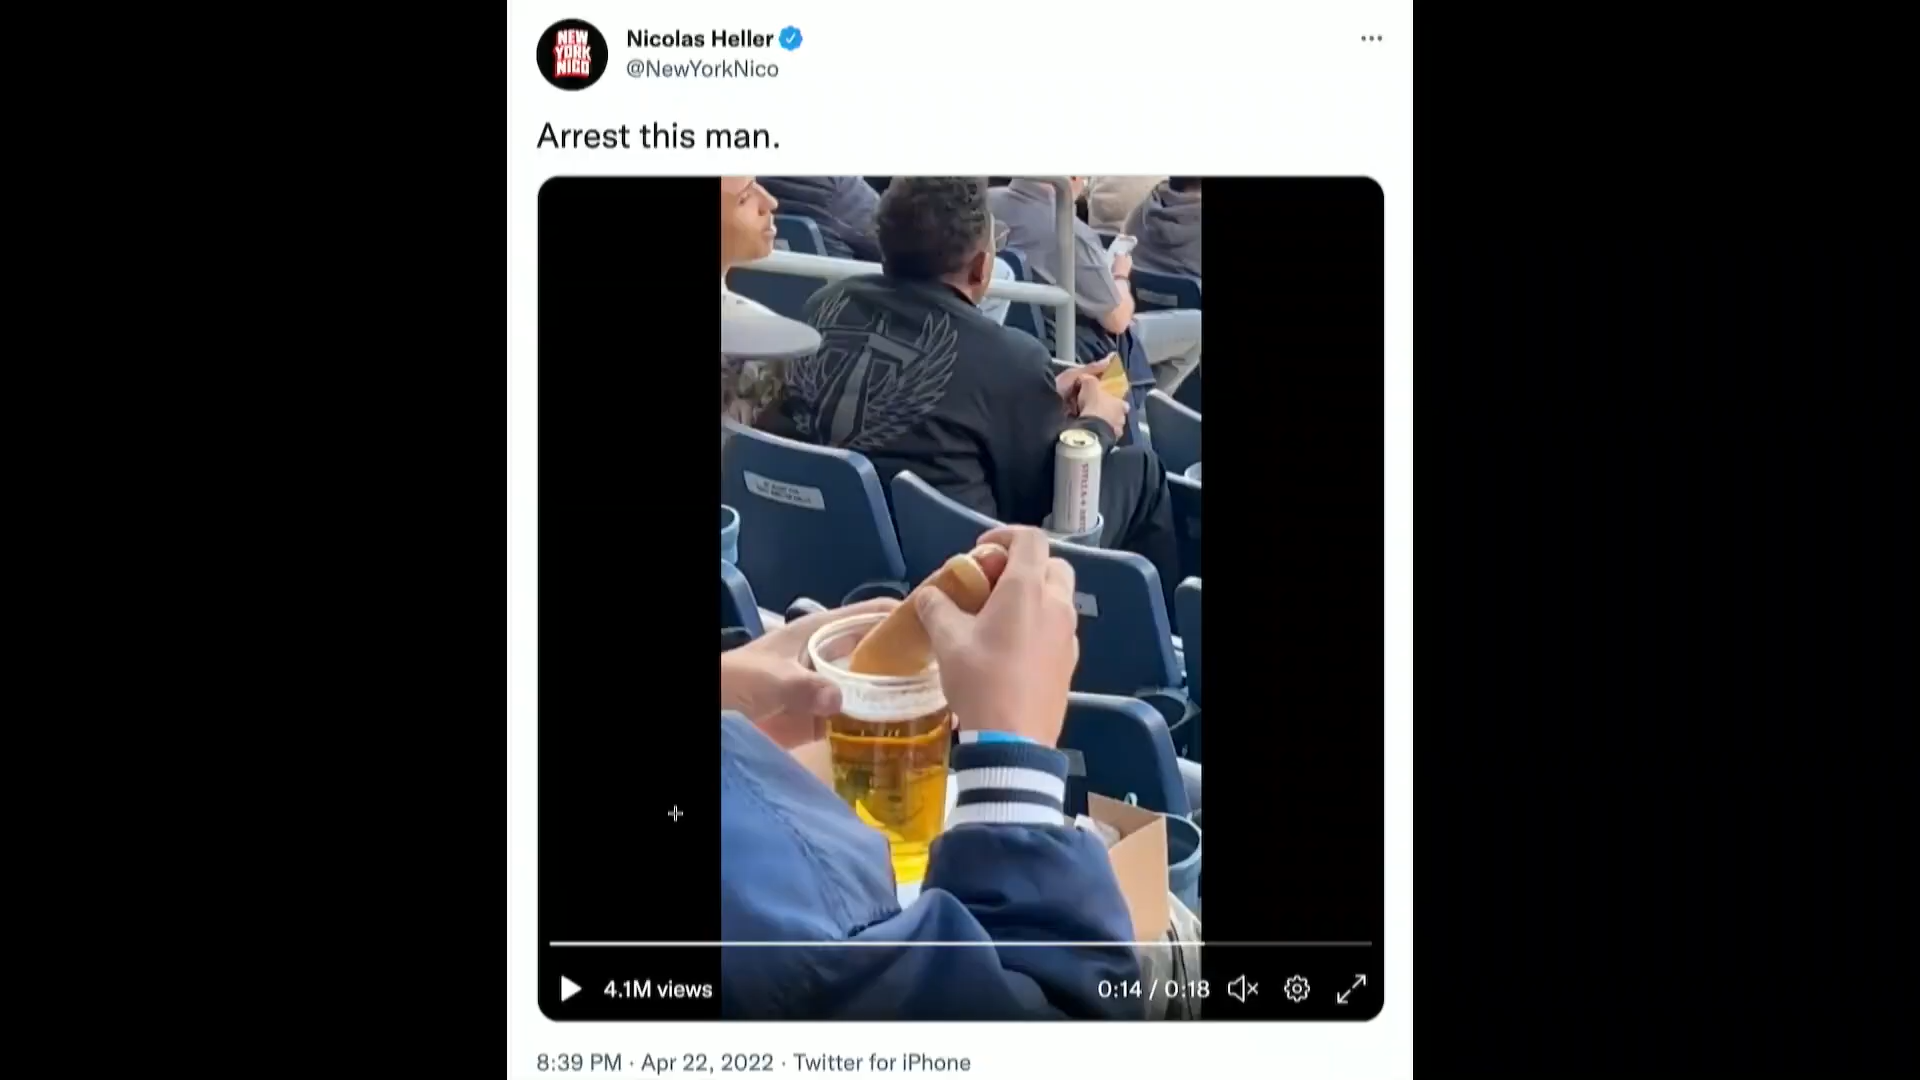 NEW
YORK
NICO
Nicolas Heller
@NewYorkNico
Arrest this man.
4.1M views
0:14 / 0:18
8:39 PM · Apr 22, 2022 · Twitter for iPhone